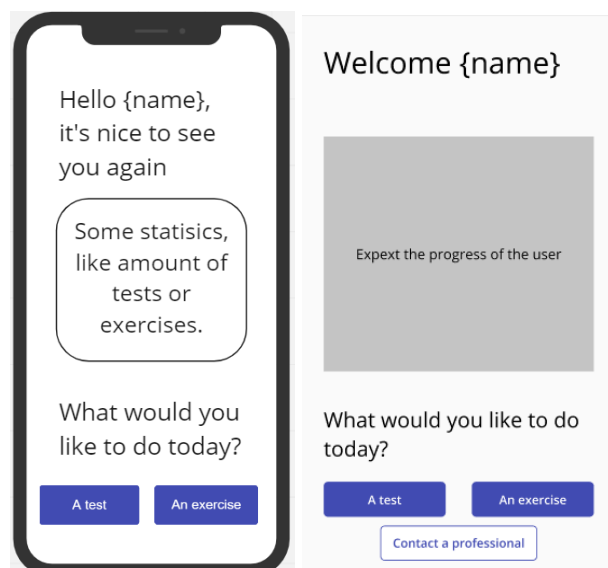 Hello {name},
it's nice to see
you again
Some statisics,
like amount of
tests or
exercises.
What would you
like to do today?
A test
An exercise
Welcome {name}
Expext the progress of the user
What would you like to do
today?
A test
An exercise
Contact a professional